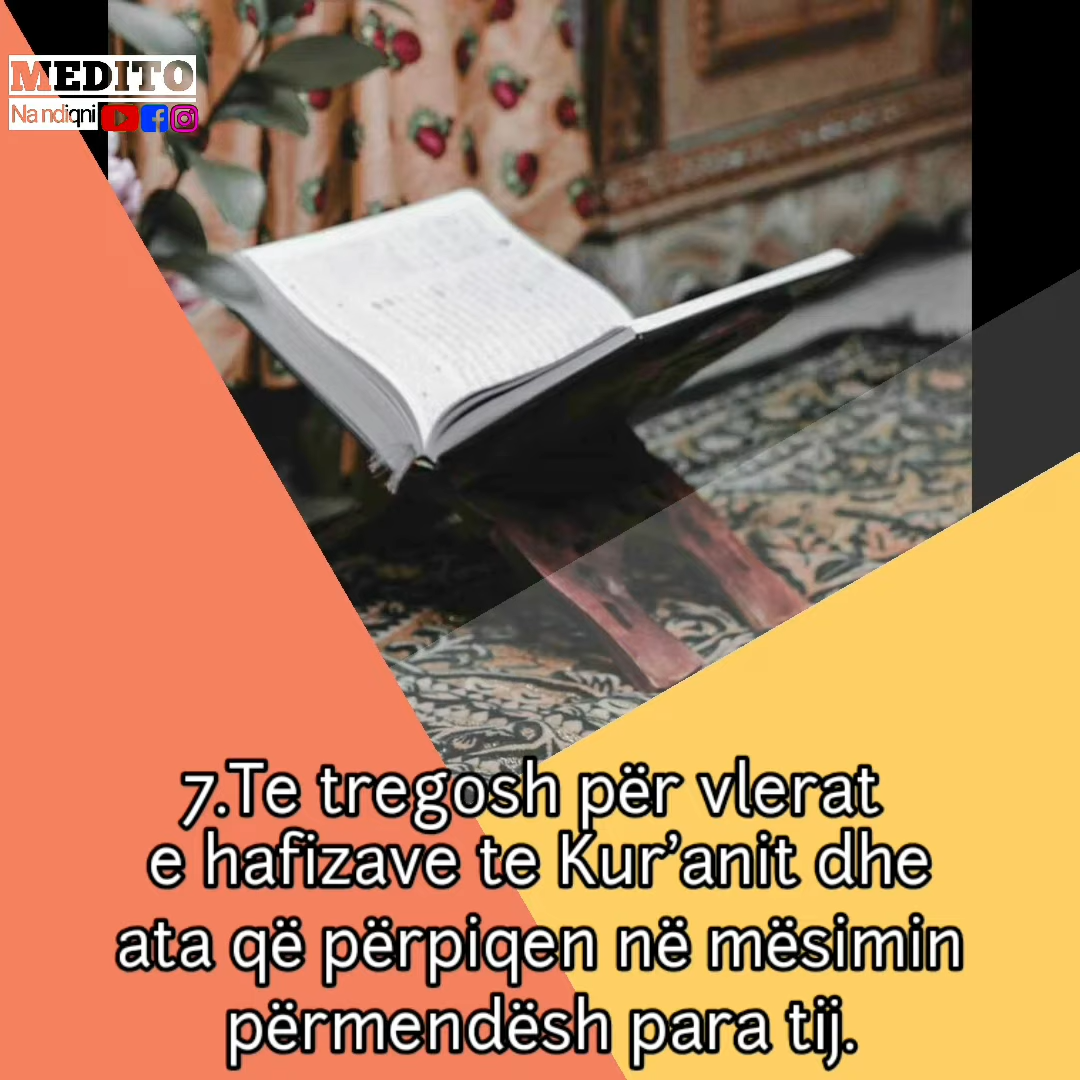 MEDITO
Na ndiqni
7.Te tregosh për vlerat
e hafizave te Kur’anit dhe
ata që përpiqen në mësimin
përmendësh para tij.